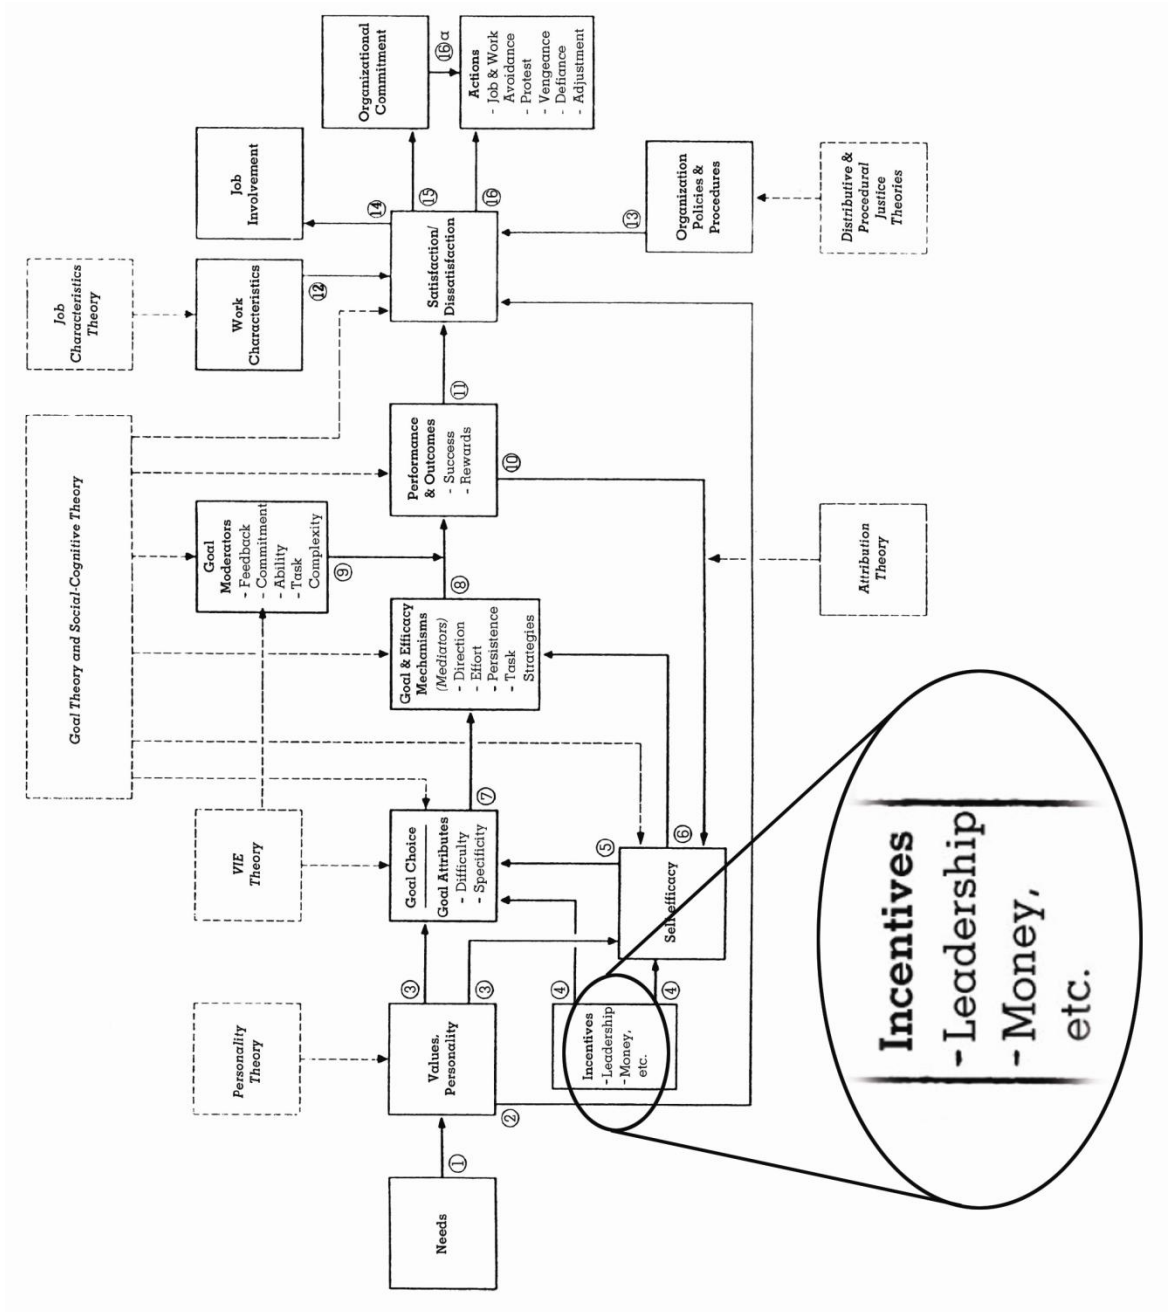 Goal Theory and Social-Cognitive Theory
Job
Characteristics
Theory
VIE
Theory
Personality
Theory
Goal
Moderators
- Feedback
- Commitment
- Ability
- Task
Complexity
⑨
Work
Characteristics
⑫
Job
Involvement
⑭
Organizational
Commitment
⑯α
Needs
①
Values,
Personality
②
③
③
Goal Choice
Goal Attributes
- Difficulty
- Specificity
⑦
Goal & Efficacy
Mechanisms
(Mediators)
- Direction
- Effort
- Persistence
- Task
Strategies
⑧
Performance
& Outcomes
- Success
- Rewards
⑩
⑪
Satisfaction/
Dissatisfaction
⑮
⑯
Actions
- Job & Work
Avoidance
- Protest
- Vengeance
- Defiance
- Adjustment
Incentives
- Leadership
- Money,
etc.
④
④
Self-efficacy
⑤
⑥
⑬
Organization
Policies &
Procedures
Attribution
Theory
Distributive &
Procedural
Justice
Theories
Incentives
- Leadership
- Money,
etc.